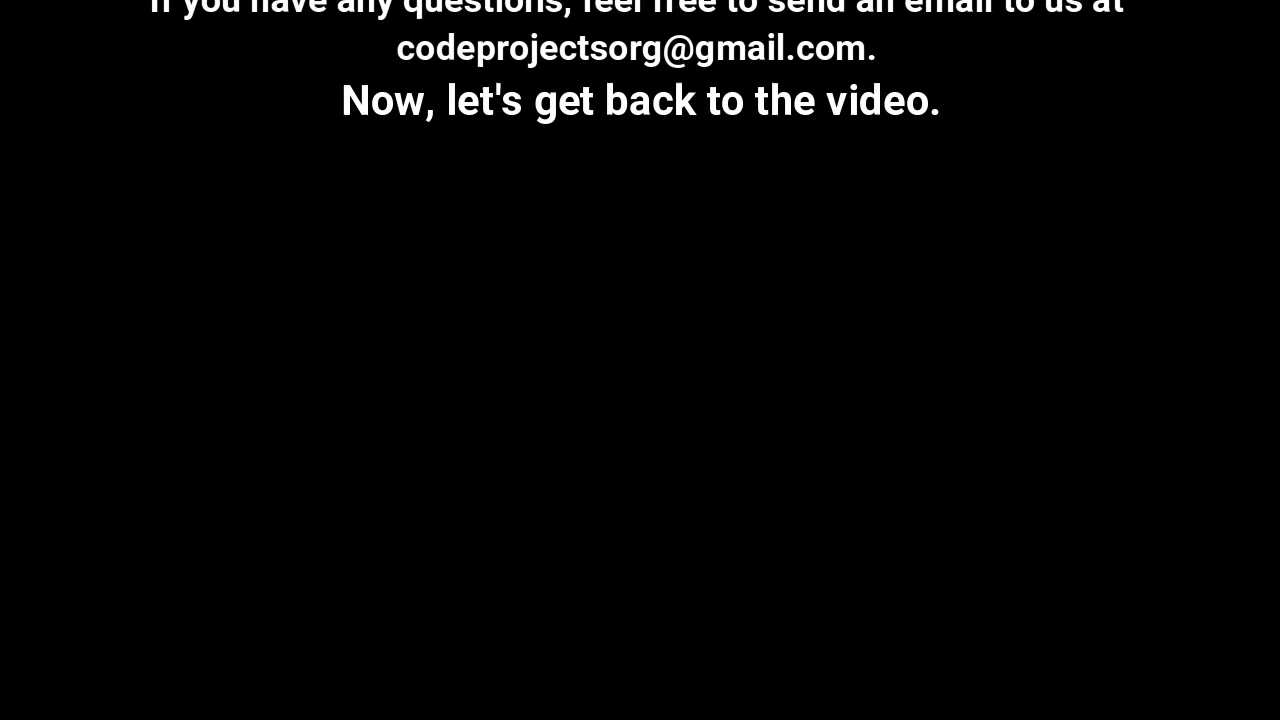 If you have any questions, feel free to send an email to us at
codeprojectsorg@gmail.com.
Now, let's get back to the video.